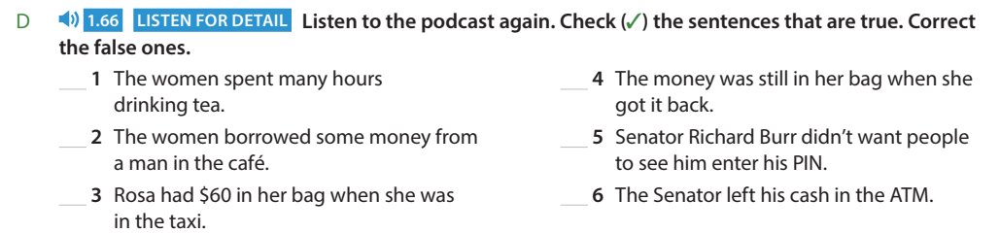 D 🔊 1.66 LISTEN FOR DETAIL Listen to the podcast again. Check (✓) the sentences that are true. Correct
the false ones.
___ 1 The women spent many hours
drinking tea.
___ 2 The women borrowed some money from
a man in the café.
___ 3 Rosa had $60 in her bag when she was
in the taxi.
___ 4 The money was still in her bag when she
got it back.
___ 5 Senator Richard Burr didn’t want people
to see him enter his PIN.
___ 6 The Senator left his cash in the ATM.